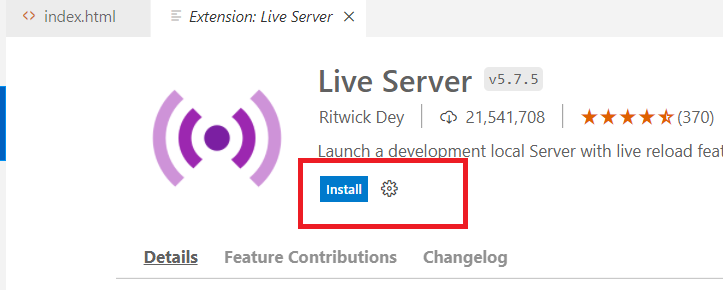 <> index.html Extension: Live Server ×
Live Server v5.7.5
Ritwick Dey 21,541,708 (370)
Launch a development local Server with live reload feat
Install
Details Feature Contributions Changelog